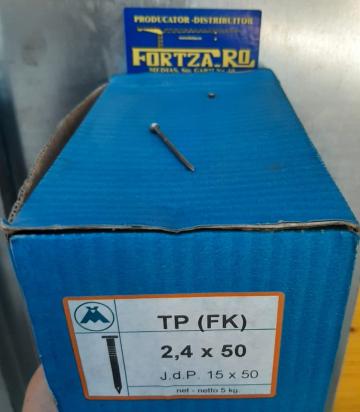 PRODUCATOR-DISTRIBUITOR
FORTZA.RO
TP (FK)
2,4 x 50
J.d.P. 15 x 50
net - netto 5 kg.